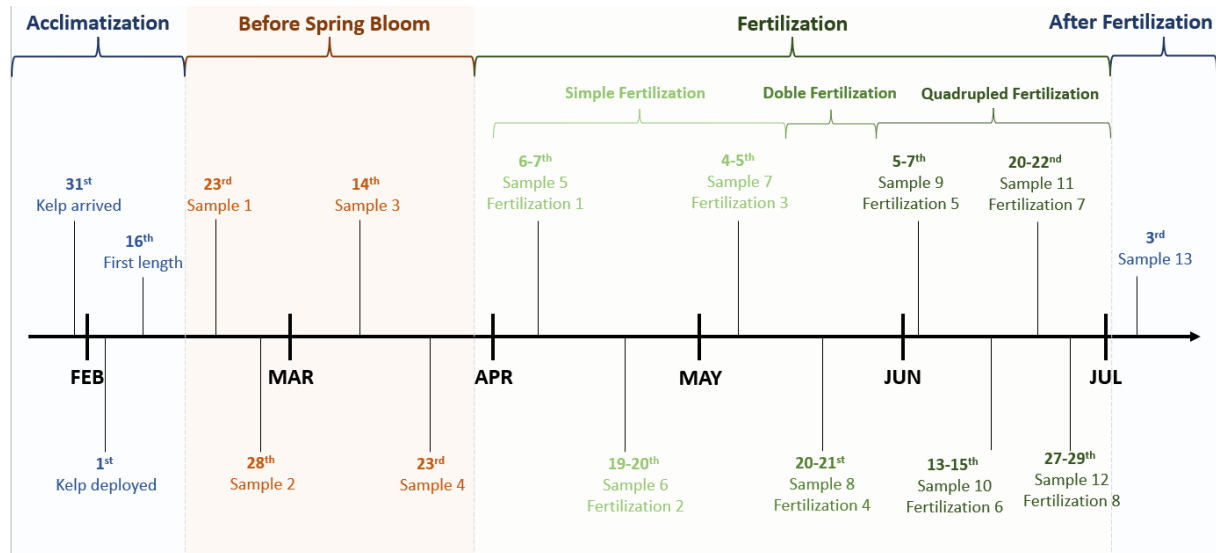 Acclimatization
Before Spring Bloom
Fertilization
After Fertilization
Simple Fertilization
Doble Fertilization
Quadrupled Fertilization
31st
Kelp arrived
16th
First length
23rd
Sample 1
14th
Sample 3
6-7th
Sample 5
Fertilization 1
4-5th
Sample 7
Fertilization 3
5-7th
Sample 9
Fertilization 5
20-22nd
Sample 11
Fertilization 7
3rd
Sample 13
FEB
MAR
APR
MAY
JUN
JUL
1st
Kelp deployed
28th
Sample 2
23rd
Sample 4
19-20th
Sample 6
Fertilization 2
20-21st
Sample 8
Fertilization 4
13-15th
Sample 10
Fertilization 6
27-29th
Sample 12
Fertilization 8